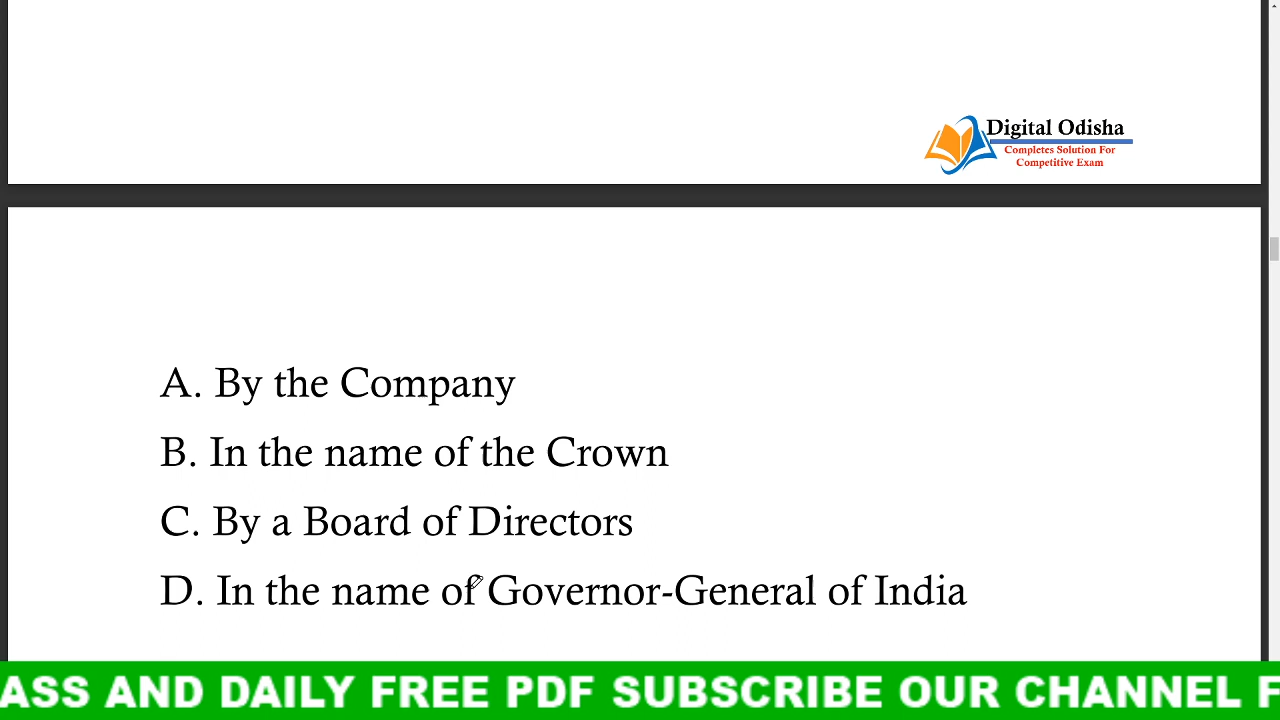 Digital Odisha
Completes Solution For
Competitive Exam
A. By the Company
B. In the name of the Crown
C. By a Board of Directors
D. In the name of Governor-General of India
ASS AND DAILY FREE PDF SUBSCRIBE OUR CHANNEL F